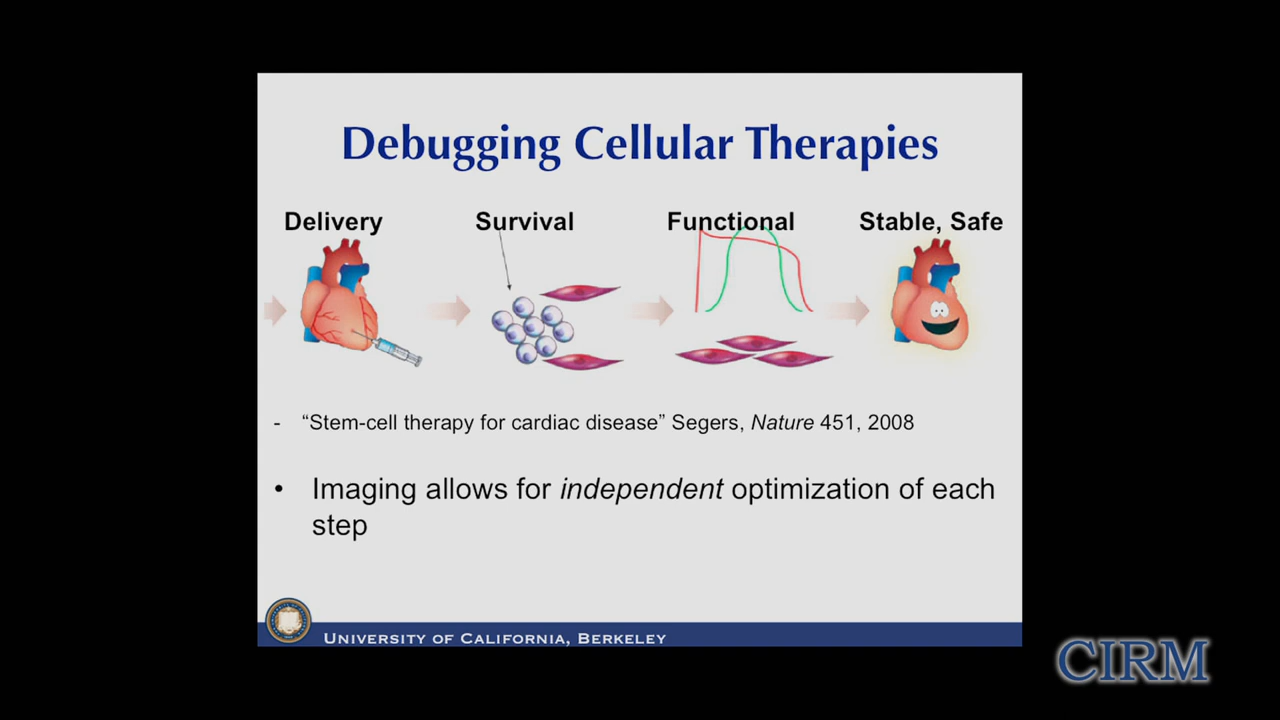 Debugging Cellular Therapies
Delivery Survival Functional Stable, Safe
- “Stem-cell therapy for cardiac disease” Segers, Nature 451, 2008
• Imaging allows for independent optimization of each
step
UNIVERSITY OF CALIFORNIA, BERKELEY
CIRM